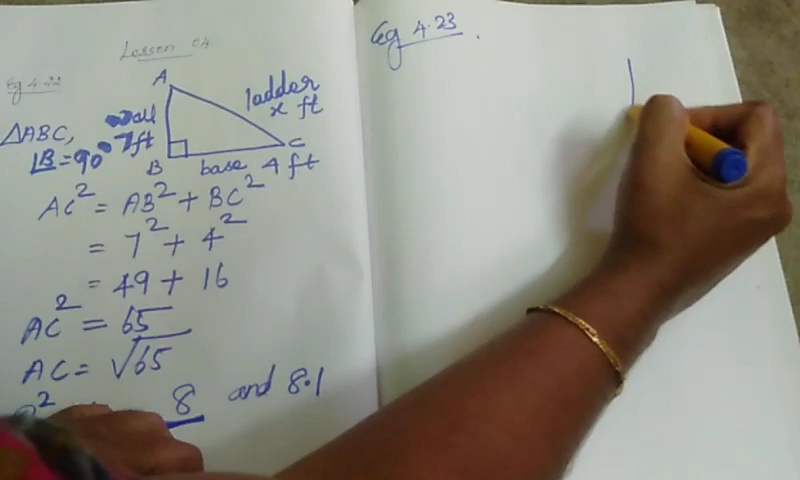 Lesson 04
Eg 4.22
A
ladder
x ft
wall
7ft
△ABC,
∠B = 90°
B
base 4 ft
C
AC² = AB² + BC²
= 7² + 4²
= 49 + 16
AC² = 65
AC = √65
8 and 8.1
Eg 4.23.